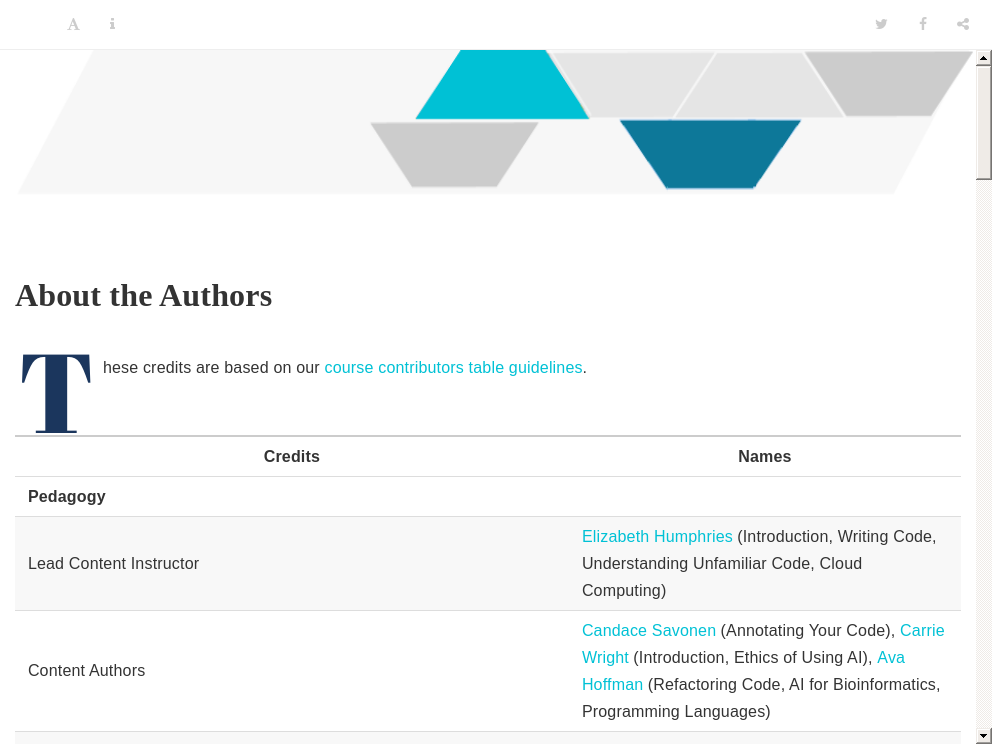 About the Authors
These credits are based on our course contributors table guidelines.
Credits Names
Pedagogy
Lead Content Instructor
Elizabeth Humphries (Introduction, Writing Code,
Understanding Unfamiliar Code, Cloud
Computing)
Content Authors
Candace Savonen (Annotating Your Code), Carrie
Wright (Introduction, Ethics of Using AI), Ava
Hoffman (Refactoring Code, AI for Bioinformatics,
Programming Languages)